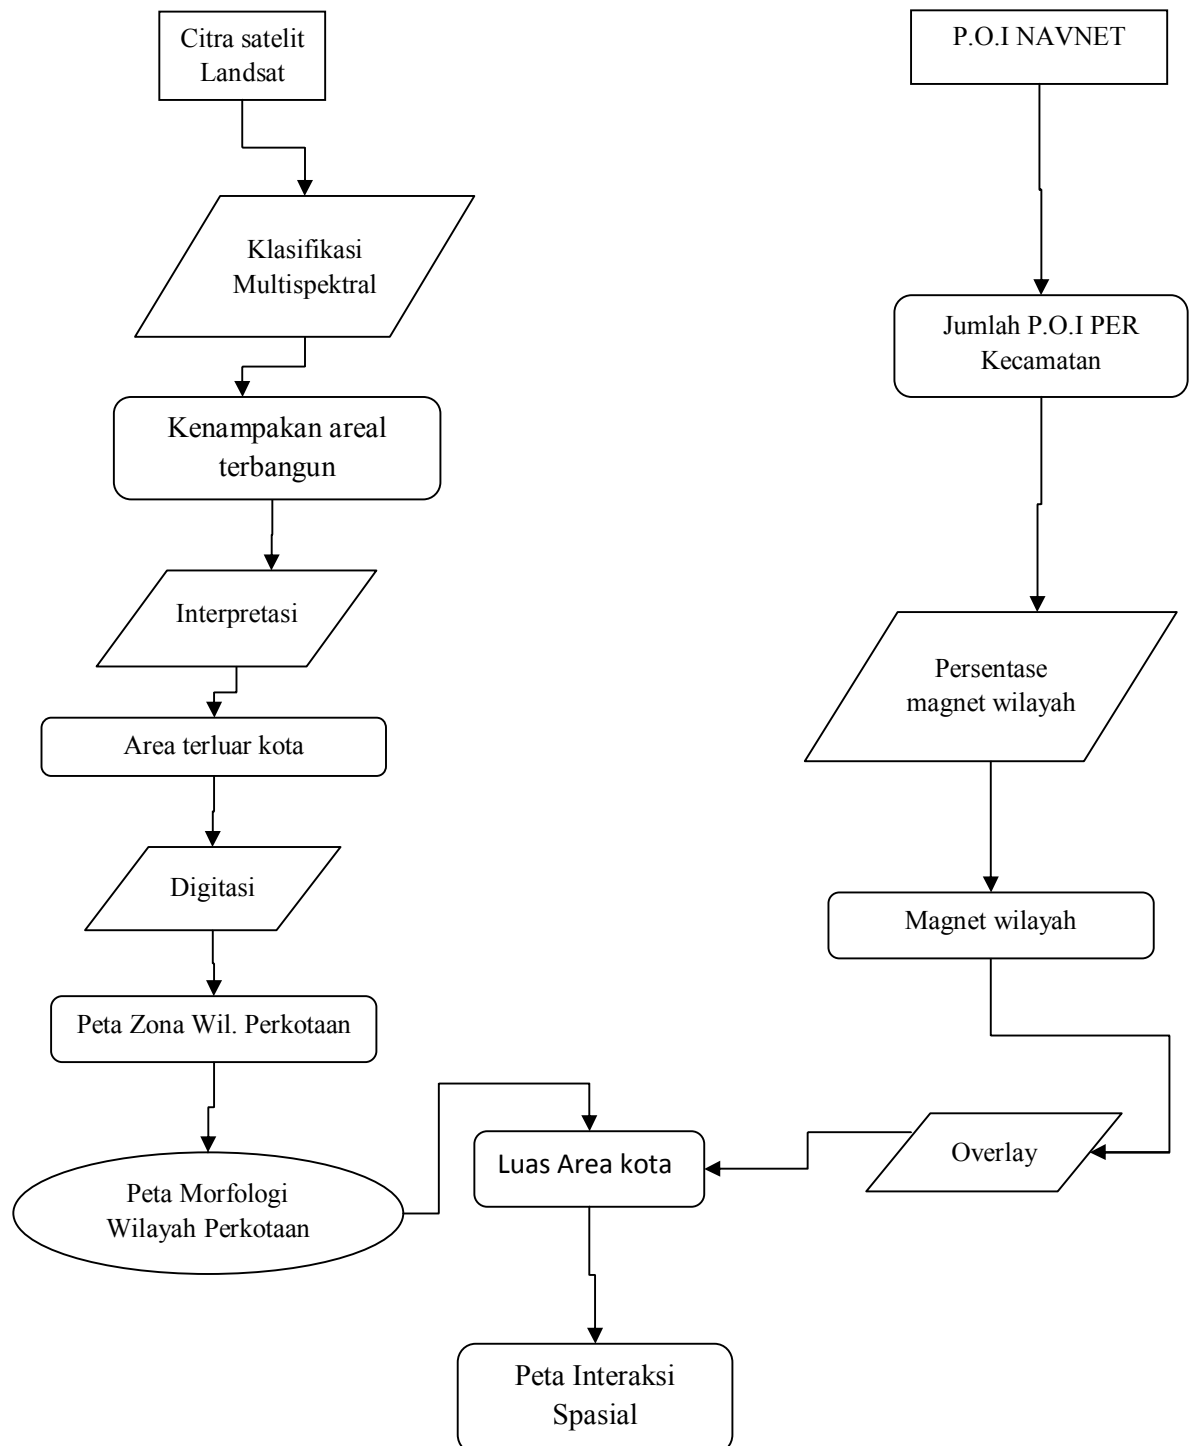 Citra satelit
Landsat
P.O.I NAVNET
Klasifikasi
Multispektral
Jumlah P.O.I PER
Kecamatan
Kenampakan areal
terbangun
Interpretasi
Persentase
magnet wilayah
Area terluar kota
Digitasi
Magnet wilayah
Peta Zona Wil. Perkotaan
Luas Area kota
Overlay
Peta Morfologi
Wilayah Perkotaan
Peta Interaksi
Spasial